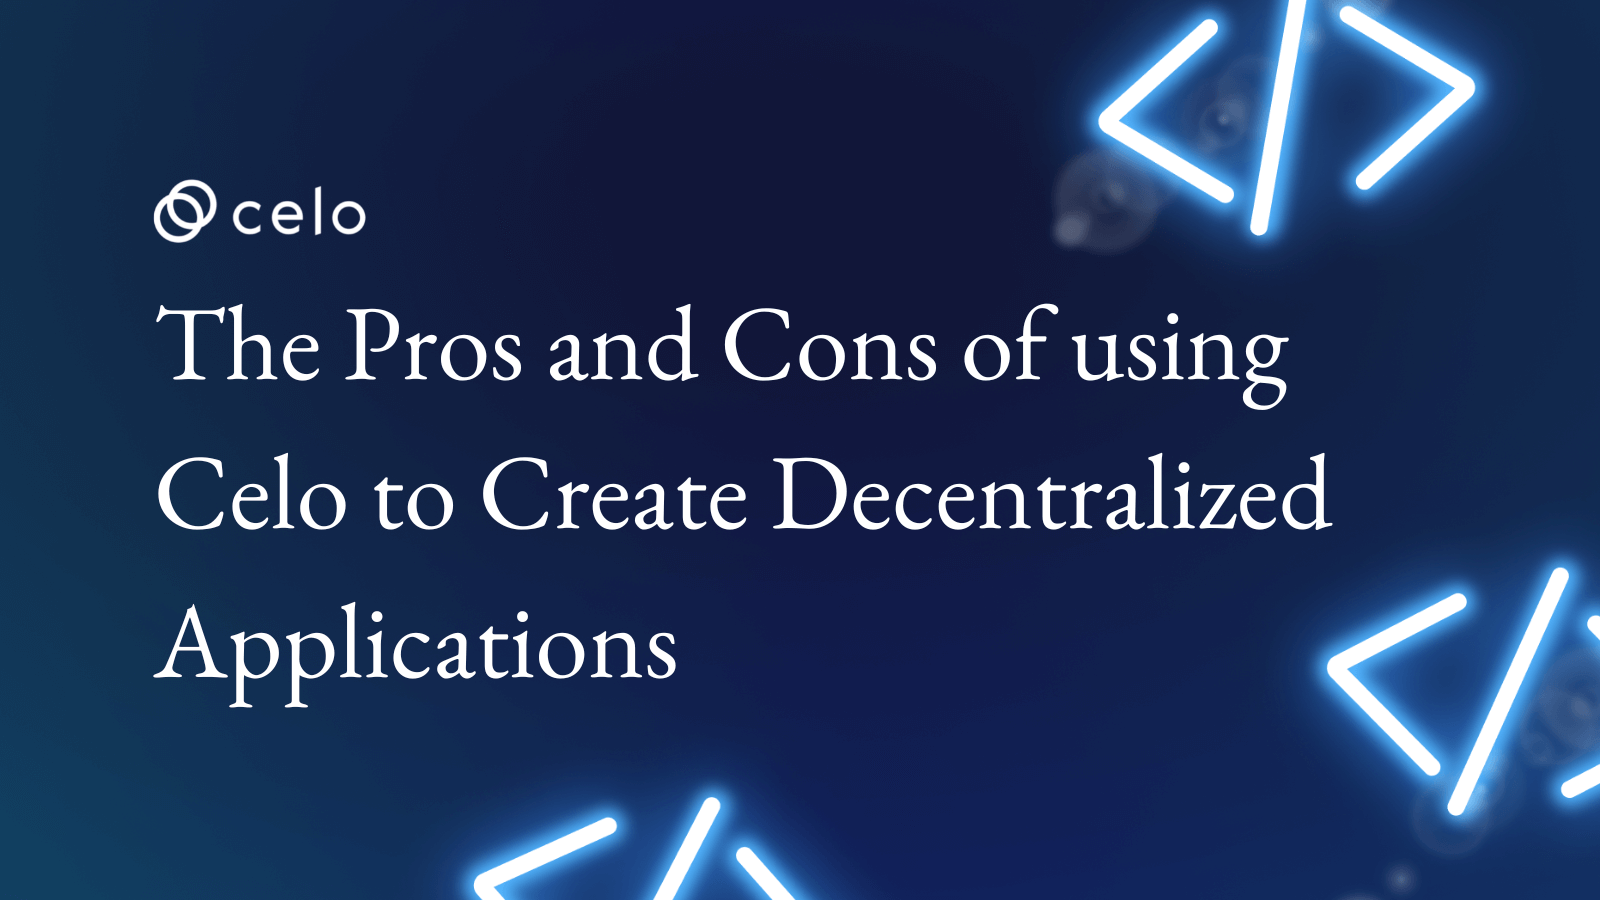 celo
The Pros and Cons of using
Celo to Create Decentralized
Applications